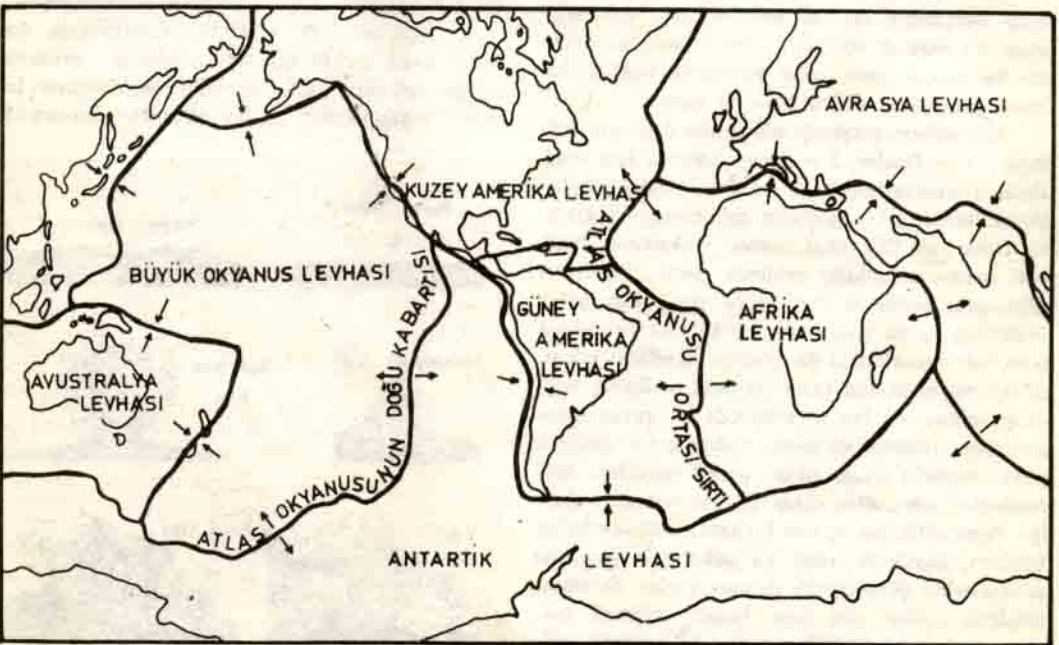 AVRASYA LEVHASI
KUZEY AMERİKA LEVHAS
BÜYÜK OKYANUS LEVHASI
ATLAS OKYANUSU ORTASI SIRTI
GÜNEY
AMERİKA
LEVHASI
AFRİKA
LEVHASI
AVUSTRALYA
LEVHASI
D
ATLAST OKYANUSUNUN DOĞU KABARTISI
ANTARTİK LEVHASI